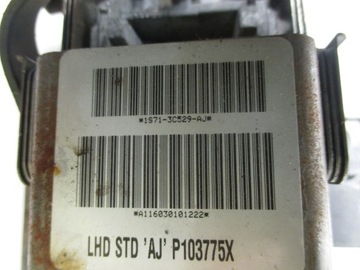 *1S71-3C529-AJ*
*A116030101222*
LHD STD 'AJ' P103775X